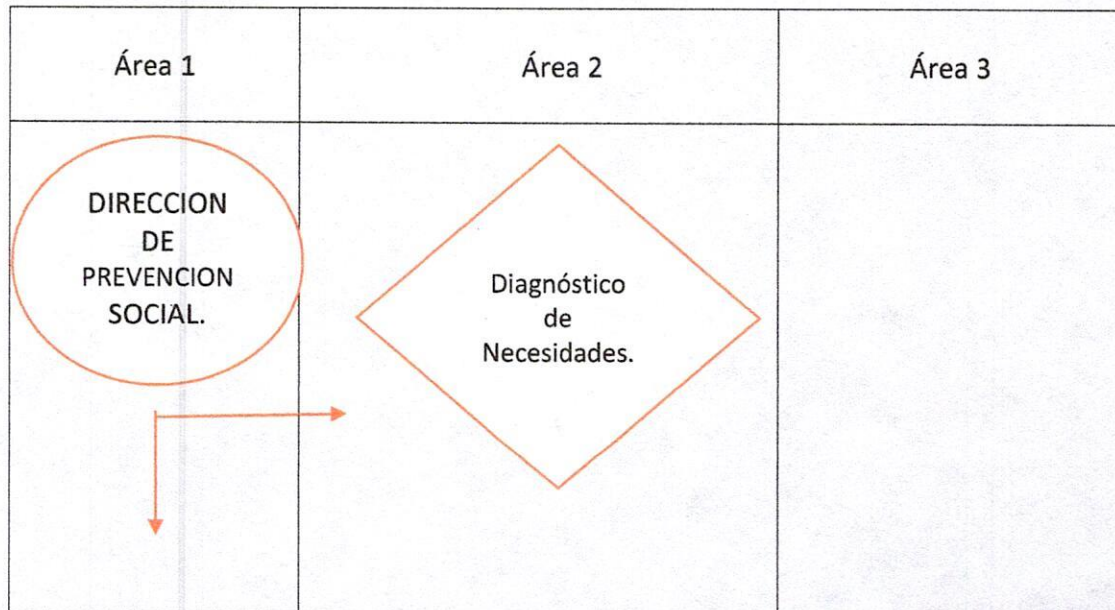 Área 1
Área 2
Área 3
DIRECCION
DE
PREVENCION
SOCIAL.
Diagnóstico
de
Necesidades.